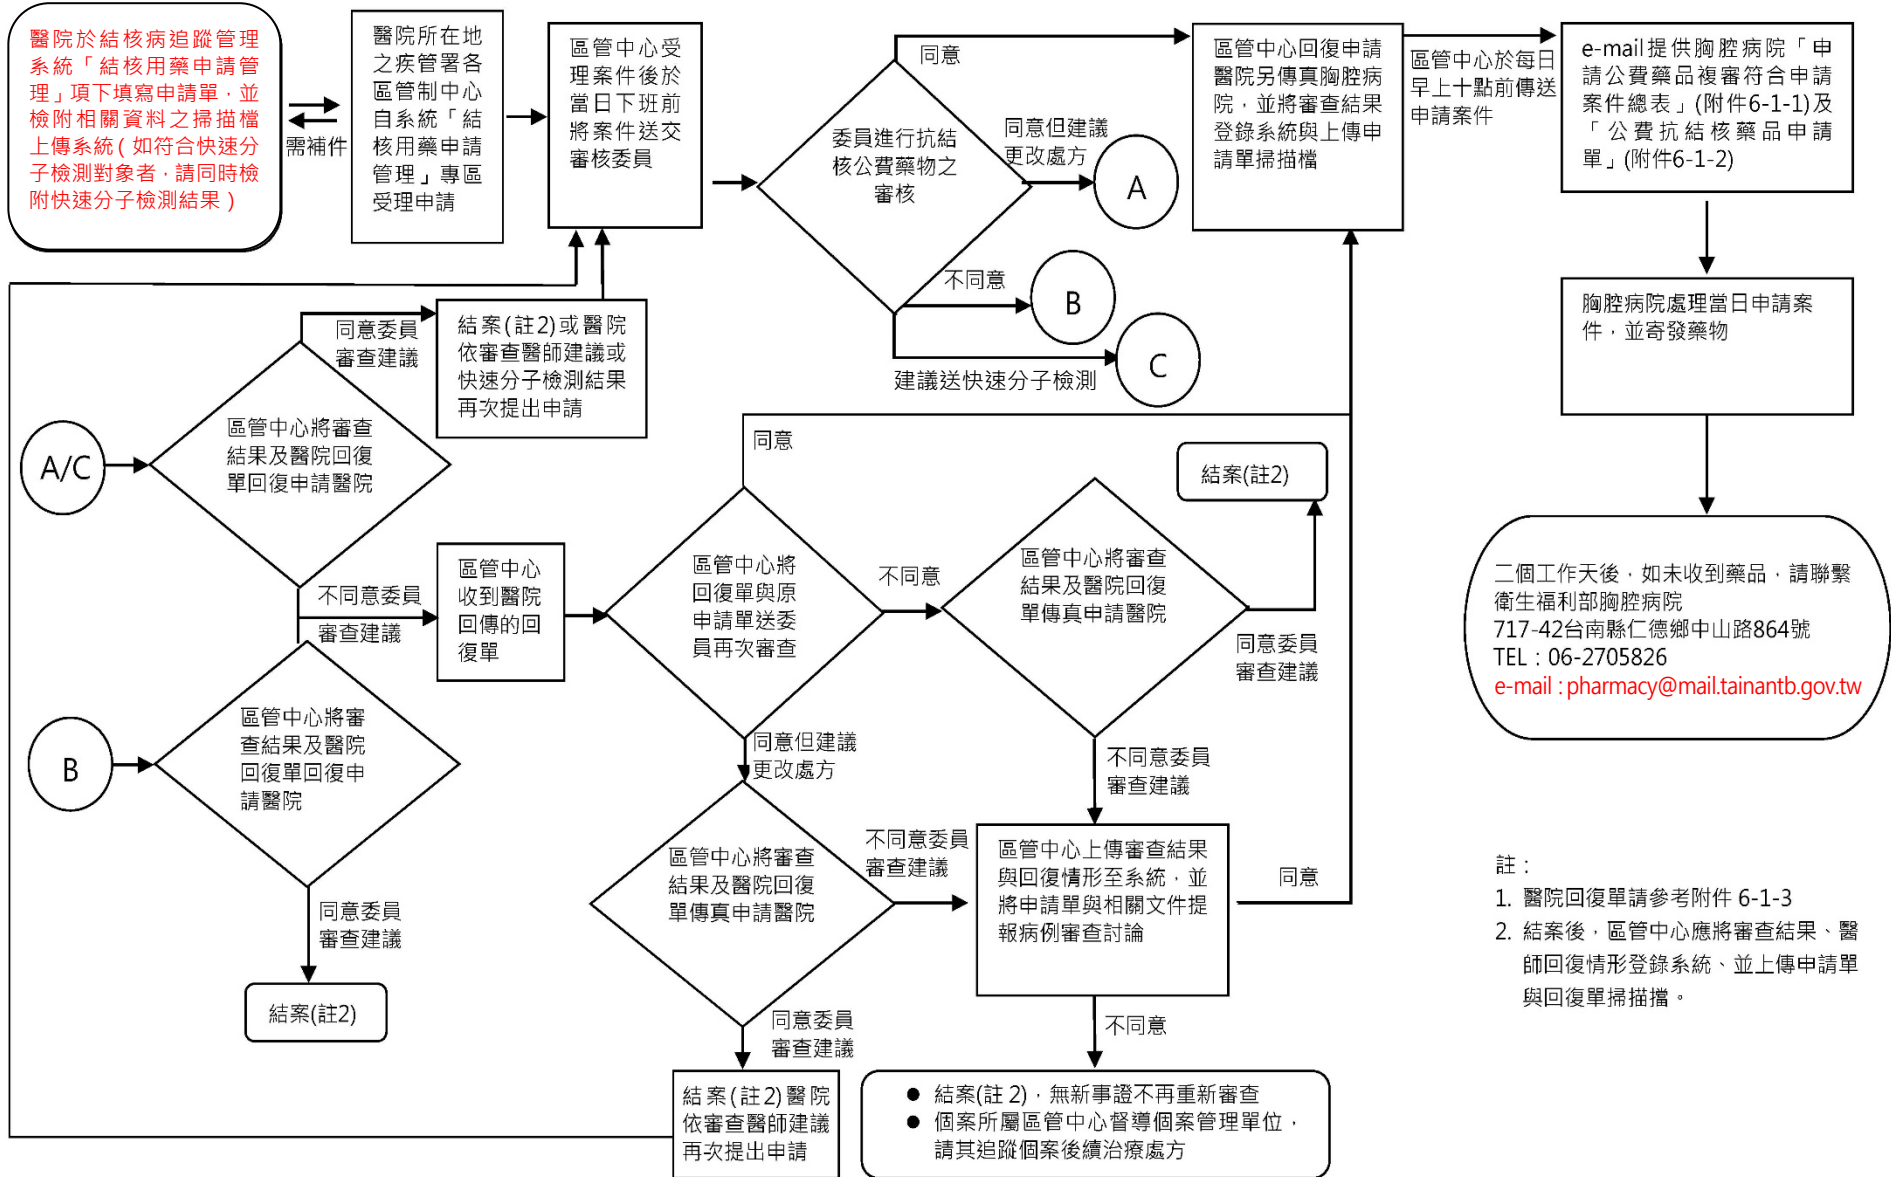 醫院於結核病追蹤管理
系統「結核用藥申請管
理」項下填寫申請單，並
檢附相關資料之掃描檔
上傳系統(如符合快速分
子檢測對象者，請同時檢
附快速分子檢測結果)
需補件
醫院所在地
之疾管署各
區管制中心
自系統「結
核用藥申請
管理」專區
受理申請
區管中心受
理案件後於
當日下班前
將案件送交
審核委員
委員進行抗結
核公費藥物之
審核
同意
同意但建議
更改處方
A
不同意
B
建議送快速分子檢測
C
區管中心回復申請
醫院另傳真胸腔病
院，並將審查結果
登錄系統與上傳申
請單掃描檔
區管中心於每日
早上十點前傳送
申請案件
e-mail提供胸腔病院「申
請公費藥品複審符合申請
案件總表」(附件6-1-1)及
「公費抗結核藥品申請
單」(附件6-1-2)
胸腔病院處理當日申請案
件，並寄發藥物
二個工作天後，如未收到藥品，請聯繫
衛生福利部胸腔病院
717-42台南縣仁德鄉中山路864號
TEL：06-2705826
e-mail：pharmacy@mail.tainantb.gov.tw
A/C
區管中心將審查
結果及醫院回復
單回復申請醫院
同意委員
審查建議
結案(註2)或醫院
依審查醫師建議或
快速分子檢測結果
再次提出申請
不同意委員
審查建議
區管中心
收到醫院
回傳的回
復單
區管中心將
回復單與原
申請單送委
員再次審查
同意
不同意
區管中心將審查
結果及醫院回復
單傳真申請醫院
結案(註2)
同意委員
審查建議
不同意委員
審查建議
B
區管中心將審
查結果及醫院
回復單回復申
請醫院
同意委員
審查建議
結案(註2)
同意但建議
更改處方
區管中心將審查
結果及醫院回復
單傳真申請醫院
不同意委員
審查建議
區管中心上傳審查結果
與回復情形至系統，並
將申請單與相關文件提
報病例審查討論
同意
不同意
同意委員
審查建議
結案(註2)醫院
依審查醫師建議
再次提出申請
● 結案(註 2)，無新事證不再重新審查
● 個案所屬區管中心督導個案管理單位，
請其追蹤個案後續治療處方
註：
1. 醫院回復單請參考附件 6-1-3
2. 結案後，區管中心應將審查結果、醫
師回復情形登錄系統、並上傳申請單
與回復單掃描擋。